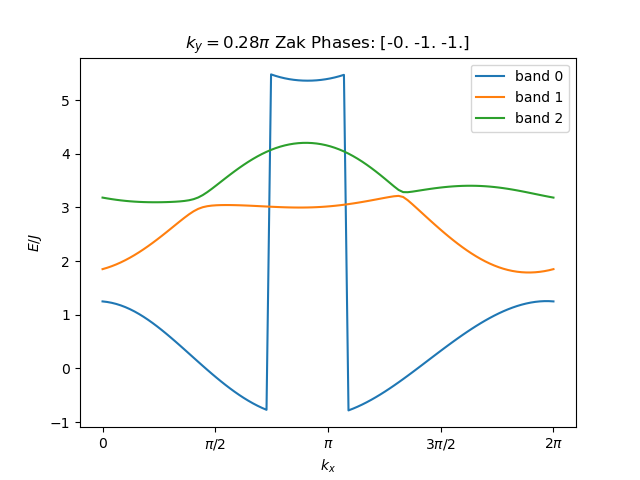 k_y = 0.28π Zak Phases: [-0. -1. -1.]
band 0
band 1
band 2
E/J
5
4
3
2
1
0
−1
0 π/2 π 3π/2 2π
k_x